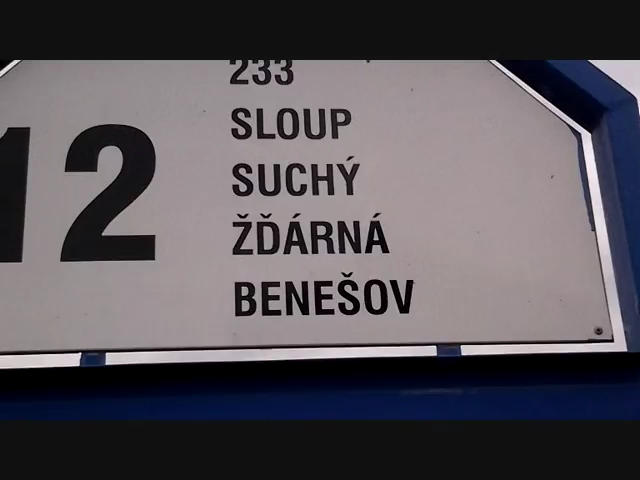 233
12
SLOUP
SUCHÝ
ŽĎÁRNÁ
BENEŠOV